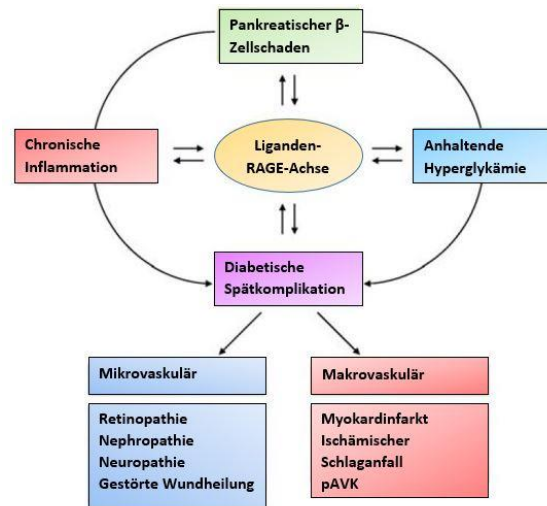 Pankreatischer β-
Zellschaden
Chronische
Inflammation
Liganden-
RAGE-Achse
Anhaltende
Hyperglykämie
Diabetische
Spätkomplikation
Mikrovaskulär
Makrovaskulär
Retinopathie
Nephropathie
Neuropathie
Gestörte Wundheilung
Myokardinfarkt
Ischämischer
Schlaganfall
pAVK